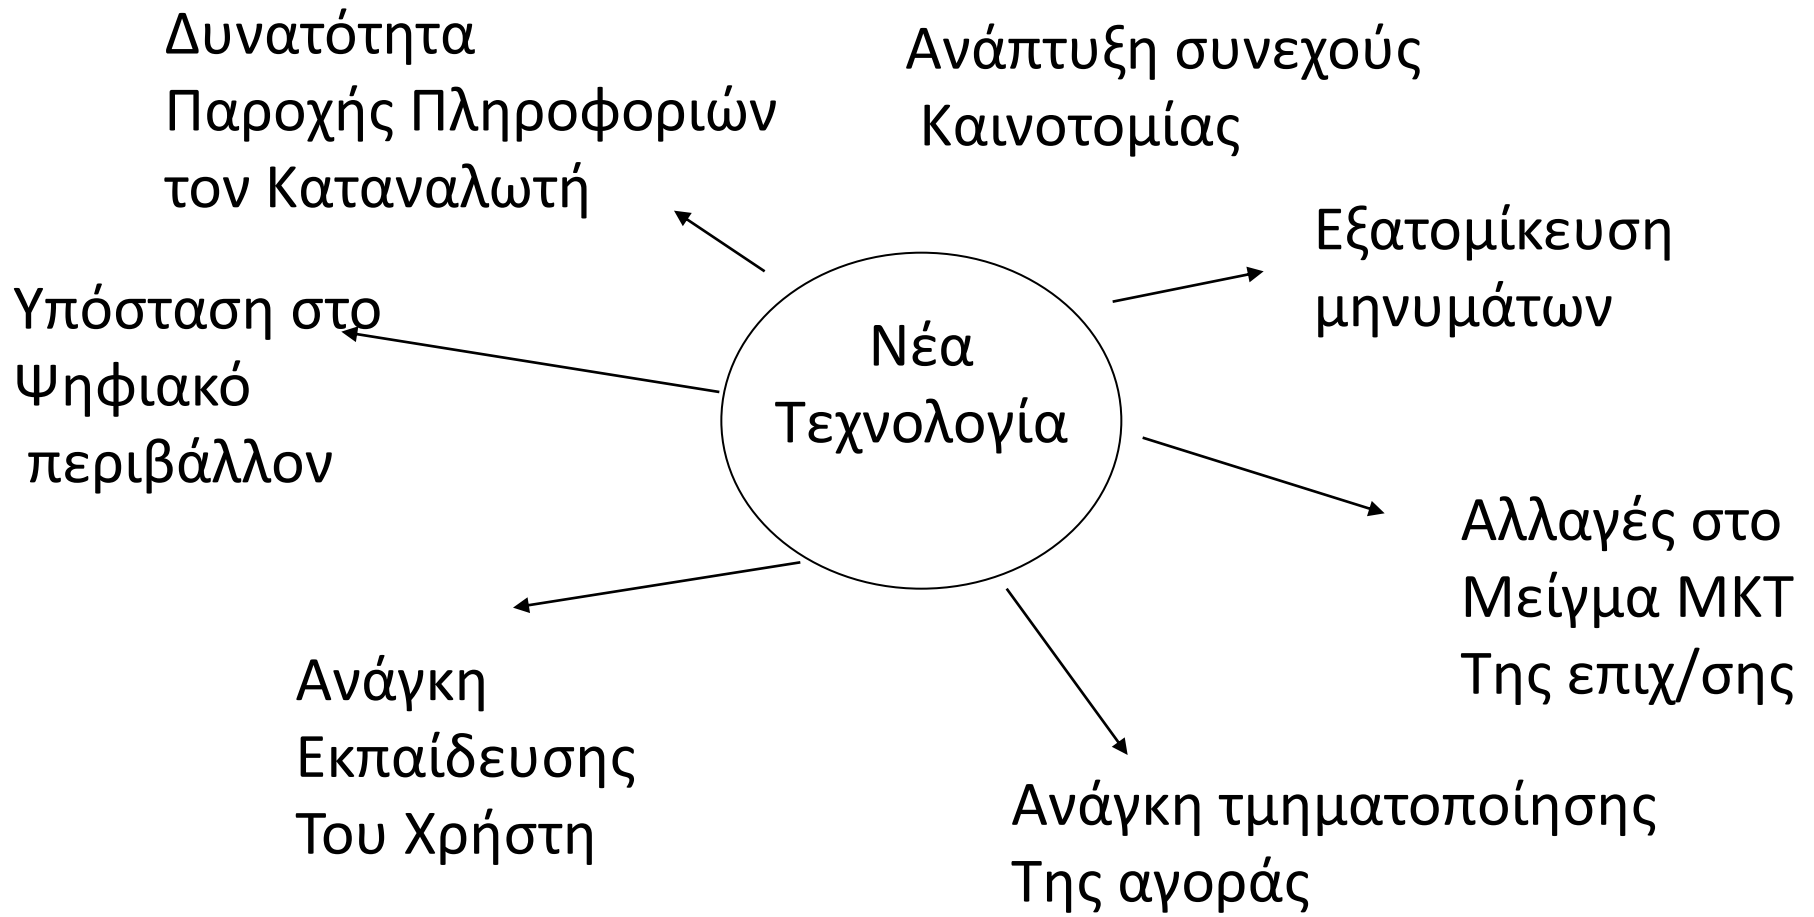 Δυνατότητα
Παροχής Πληροφοριών
τον Καταναλωτή
Ανάπτυξη συνεχούς
Καινοτομίας
Εξατομίκευση
μηνυμάτων
Υπόσταση στο
Ψηφιακό
περιβάλλον
Νέα
Τεχνολογία
Αλλαγές στο
Μείγμα ΜΚΤ
Της επιχ/σης
Ανάγκη
Εκπαίδευσης
Του Χρήστη
Ανάγκη τμηματοποίησης
Της αγοράς